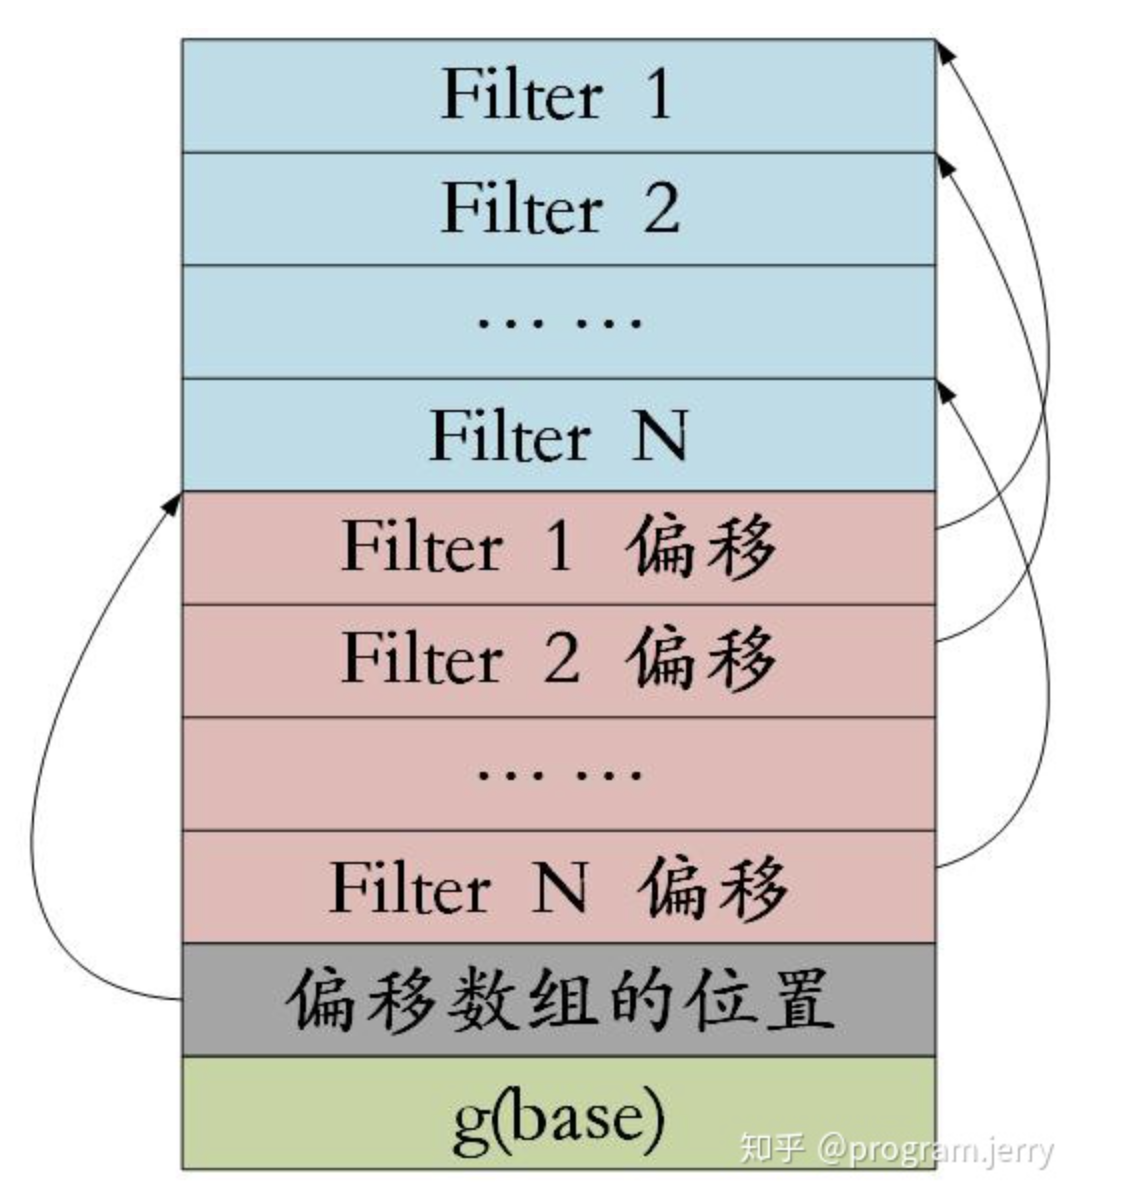 Filter 1
Filter 2
… …
Filter N
Filter 1 偏移
Filter 2 偏移
… …
Filter N 偏移
偏移数组的位置
g(base)
知乎 @program.jerry